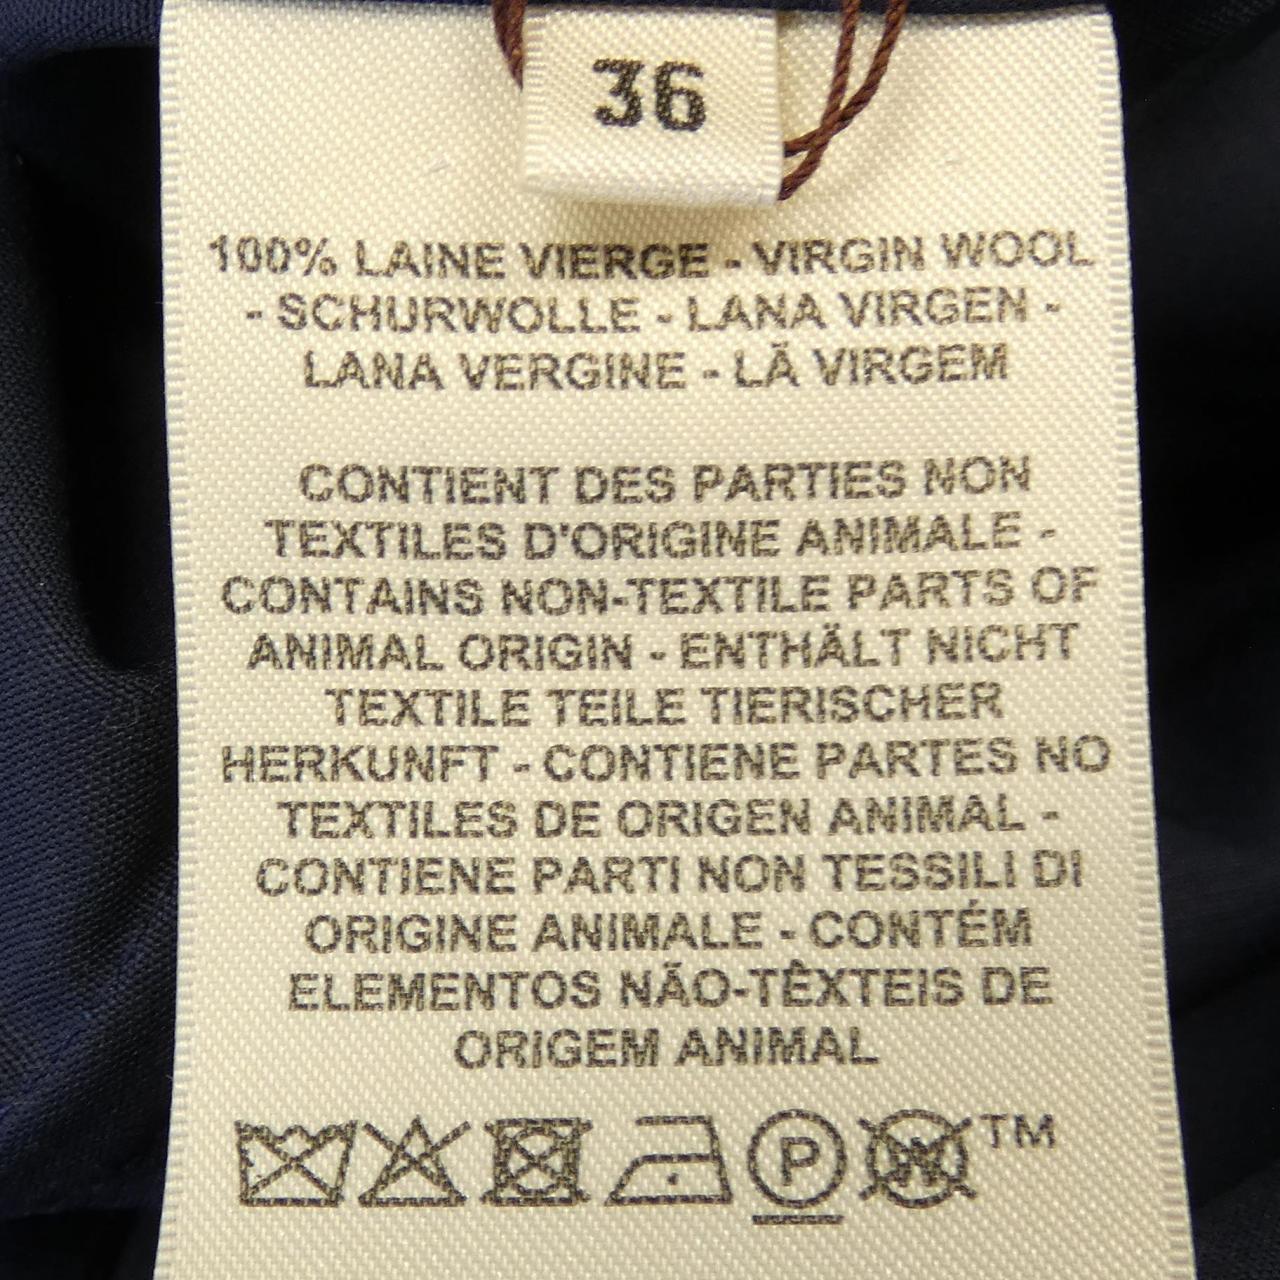 36
100% LAINE VIERGE - VIRGIN WOOL
- SCHURWOLLE - LANA VIRGEN -
LANA VERGINE - LÃ VIRGEM
CONTIENT DES PARTIES NON
TEXTILES D'ORIGINE ANIMALE -
CONTAINS NON-TEXTILE PARTS OF
ANIMAL ORIGIN - ENTHÄLT NICHT
TEXTILE TEILE TIERISCHER
HERKUNFT - CONTIENE PARTES NO
TEXTILES DE ORIGEN ANIMAL -
CONTIENE PARTI NON TESSILI DI
ORIGINE ANIMALE - CONTÉM
ELEMENTOS NÃO-TÊXTEIS DE
ORIGEM ANIMAL
P W TM